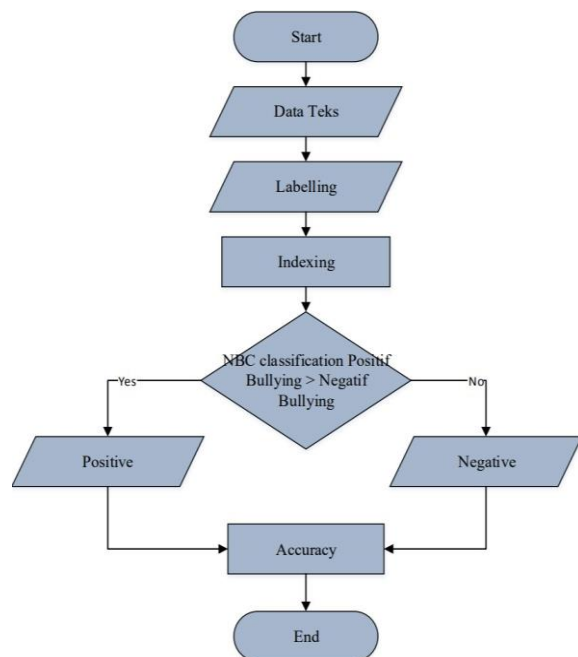 Start
Data Teks
Labelling
Indexing
NBC classification Positif
Bullying > Negatif
Bullying
Yes
No
Positive
Negative
Accuracy
End